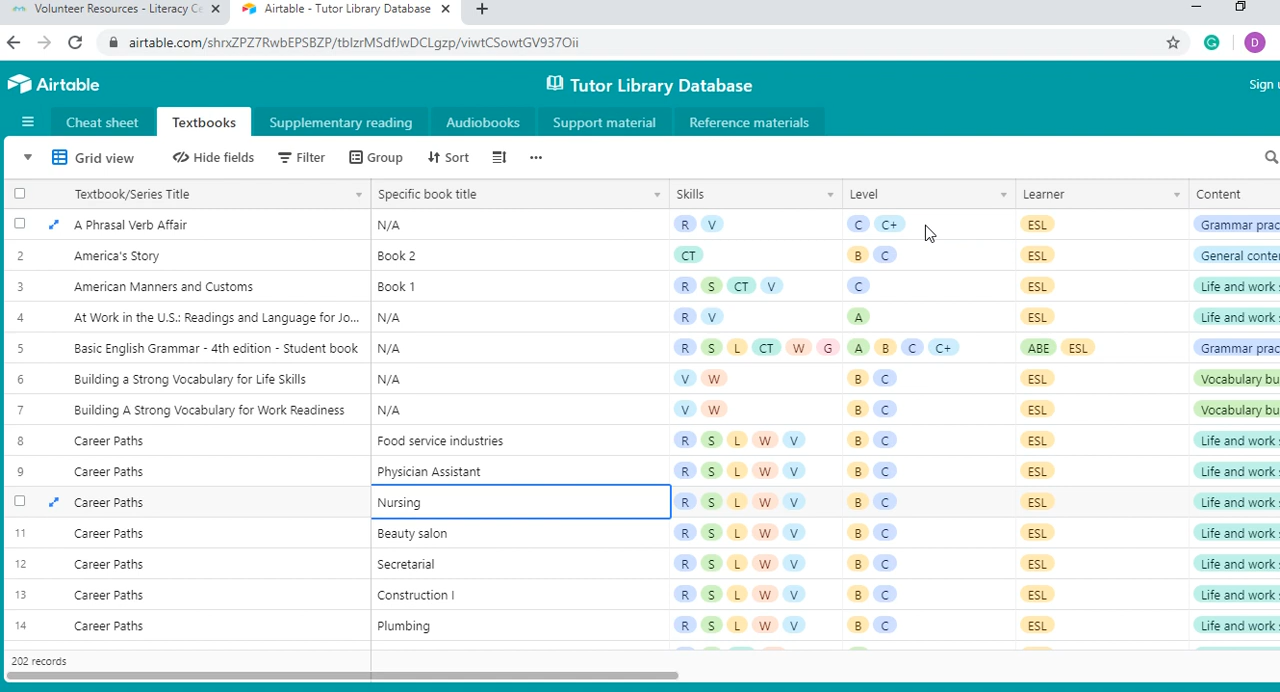 Volunteer Resources - Literacy Ce
Airtable - Tutor Library Database
airtable.com/shrxZPZ7RwbEPSBZP/tblzrMSdfJwDCLgzp/viwtCSowtGV937Oii
G
D
Airtable
Tutor Library Database
Sign u
Cheat sheet Textbooks Supplementary reading Audiobooks Support material Reference materials
Grid view Hide fields Filter Group Sort
Textbook/Series Title Specific book title Skills Level Learner Content
A Phrasal Verb Affair N/A R V C C+ ESL Grammar prac
2 America's Story Book 2 CT B C ESL General conte
3 American Manners and Customs Book 1 R S CT V C ESL Life and work s
4 At Work in the U.S.: Readings and Language for Jo... N/A R V A ESL Life and work s
5 Basic English Grammar - 4th edition - Student book N/A R S L CT W G A B C C+ ABE ESL Grammar prac
6 Building a Strong Vocabulary for Life Skills N/A V W B C ESL Vocabulary bu
7 Building A Strong Vocabulary for Work Readiness N/A V W B C ESL Vocabulary bu
8 Career Paths Food service industries R S L W V B C ESL Life and work s
9 Career Paths Physician Assistant R S L W V B C ESL Life and work s
Career Paths Nursing R S L W V B C ESL Life and work s
11 Career Paths Beauty salon R S L W V B C ESL Life and work s
12 Career Paths Secretarial R S L W V B C ESL Life and work s
13 Career Paths Construction I R S L W V B C ESL Life and work s
14 Career Paths Plumbing R S L W V B C ESL Life and work s
202 records